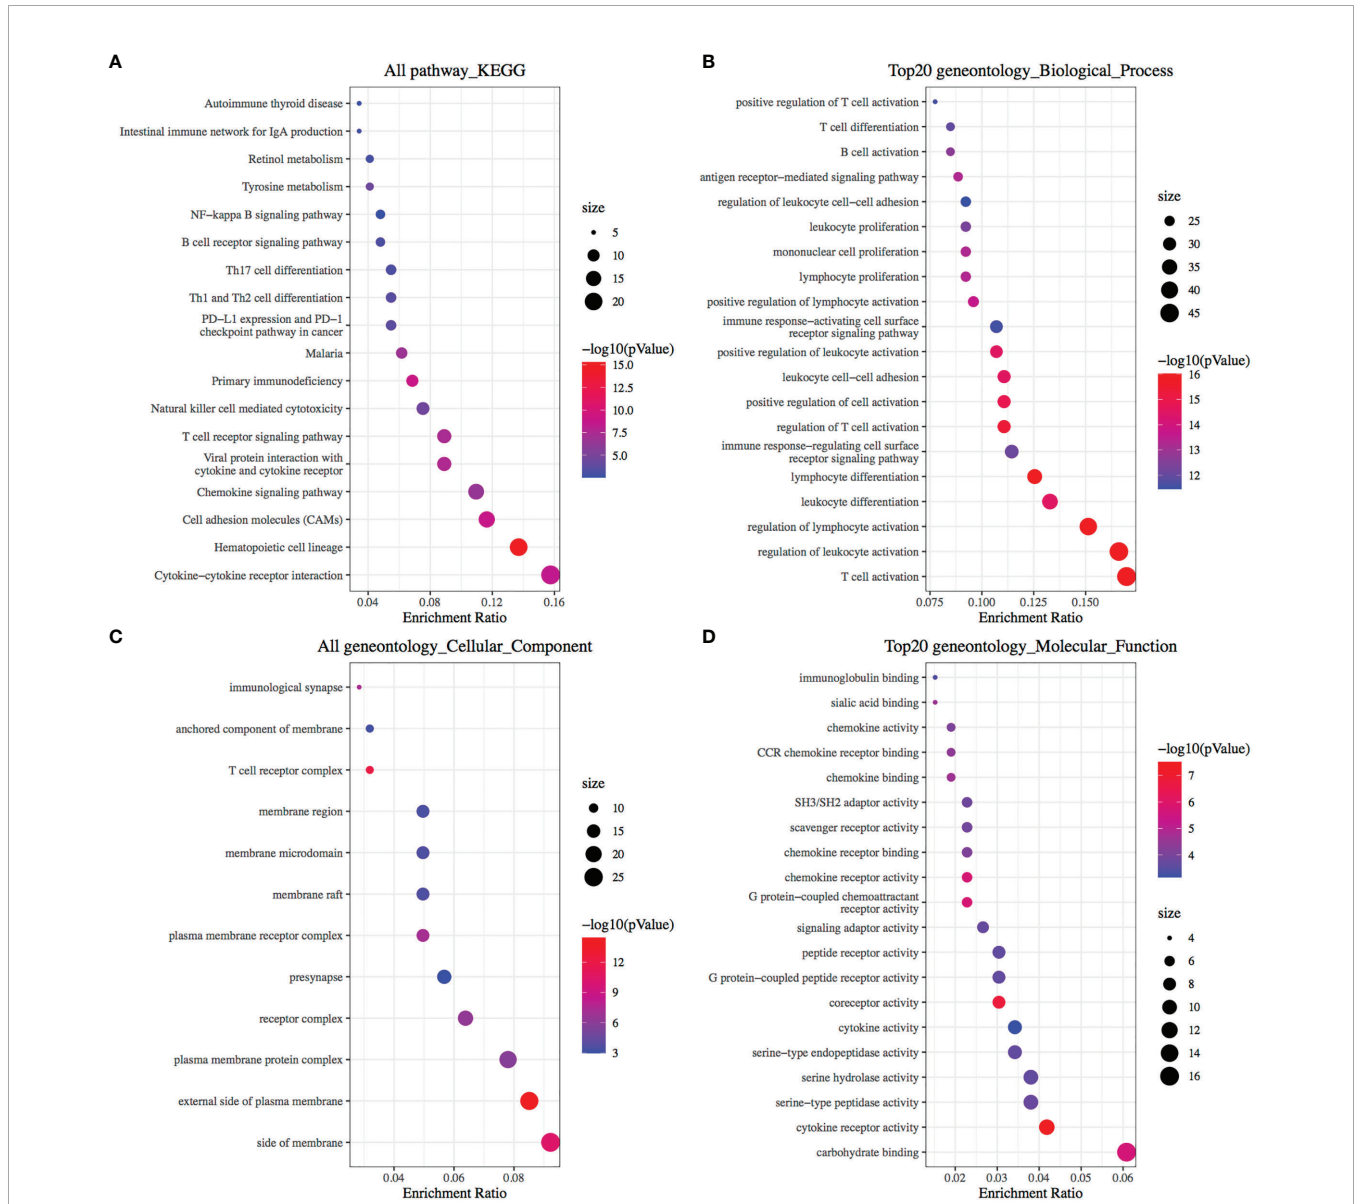 A
All pathway_KEGG
Autoimmune thyroid disease
Intestinal immune network for IgA production
Retinol metabolism
Tyrosine metabolism
NF−kappa B signaling pathway
B cell receptor signaling pathway
Th17 cell differentiation
Th1 and Th2 cell differentiation
PD−L1 expression and PD−1
checkpoint pathway in cancer
Malaria
Primary immunodeficiency
Natural killer cell mediated cytotoxicity
T cell receptor signaling pathway
Viral protein interaction with
cytokine and cytokine receptor
Chemokine signaling pathway
Cell adhesion molecules (CAMs)
Hematopoietic cell lineage
Cytokine−cytokine receptor interaction
0.04 0.08 0.12 0.16
Enrichment Ratio
size
5
10
15
20
−log10(pValue)
15.0
12.5
10.0
7.5
5.0
B
Top20 geneontology_Biological_Process
positive regulation of T cell activation
T cell differentiation
B cell activation
antigen receptor−mediated signaling pathway
regulation of leukocyte cell−cell adhesion
leukocyte proliferation
mononuclear cell proliferation
lymphocyte proliferation
positive regulation of lymphocyte activation
immune response−activating cell surface
receptor signaling pathway
positive regulation of leukocyte activation
leukocyte cell−cell adhesion
positive regulation of cell activation
regulation of T cell activation
immune response−regulating cell surface
receptor signaling pathway
lymphocyte differentiation
leukocyte differentiation
regulation of lymphocyte activation
regulation of leukocyte activation
T cell activation
0.075 0.100 0.125 0.150
Enrichment Ratio
size
25
30
35
40
45
−log10(pValue)
16
15
14
13
12
C
All geneontology_Cellular_Component
immunological synapse
anchored component of membrane
T cell receptor complex
membrane region
membrane microdomain
membrane raft
plasma membrane receptor complex
presynapse
receptor complex
plasma membrane protein complex
external side of plasma membrane
side of membrane
0.04 0.06 0.08
Enrichment Ratio
size
10
15
20
25
−log10(pValue)
12
9
6
3
D
Top20 geneontology_Molecular_Function
immunoglobulin binding
sialic acid binding
chemokine activity
CCR chemokine receptor binding
chemokine binding
SH3/SH2 adaptor activity
scavenger receptor activity
chemokine receptor binding
chemokine receptor activity
G protein−coupled chemoattractant
receptor activity
signaling adaptor activity
peptide receptor activity
G protein−coupled peptide receptor activity
coreceptor activity
cytokine activity
serine−type endopeptidase activity
serine hydrolase activity
serine−type peptidase activity
cytokine receptor activity
carbohydrate binding
0.02 0.03 0.04 0.05 0.06
Enrichment Ratio
−log10(pValue)
7
6
5
4
size
4
6
8
10
12
14
16